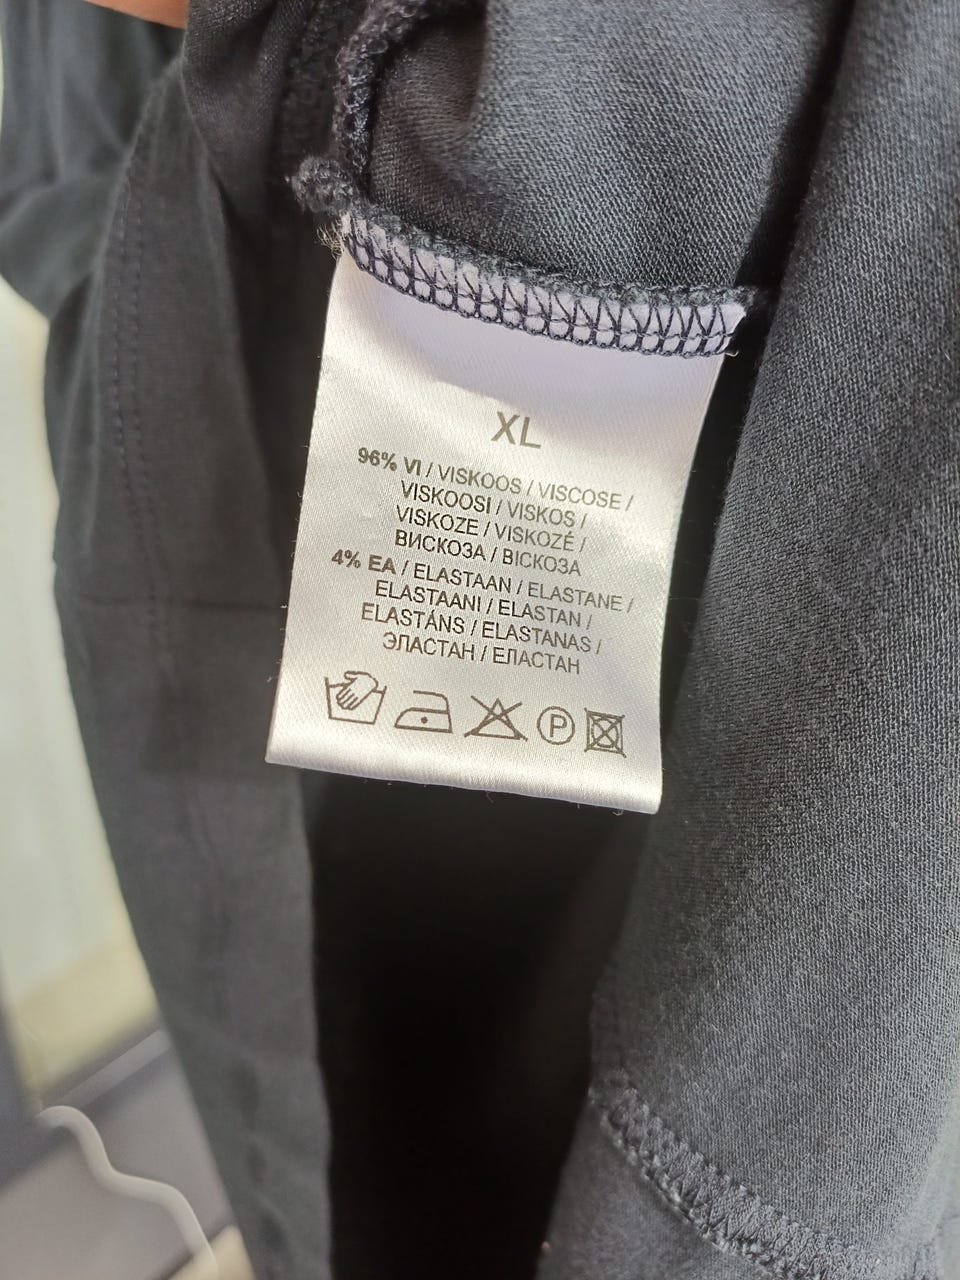 XL
96% VI / VISKOOS / VISCOSE /
VISKOOSI / VISKOS /
VISKOZE / VISKOZĖ /
ВИСКОЗА / ВІСКОЗА
4% EA / ELASTAAN / ELASTANE /
ELASTAANI / ELASTAN /
ELASTĀNS / ELASTANAS /
ЭЛАСТАН / ЕЛАСТАН
P